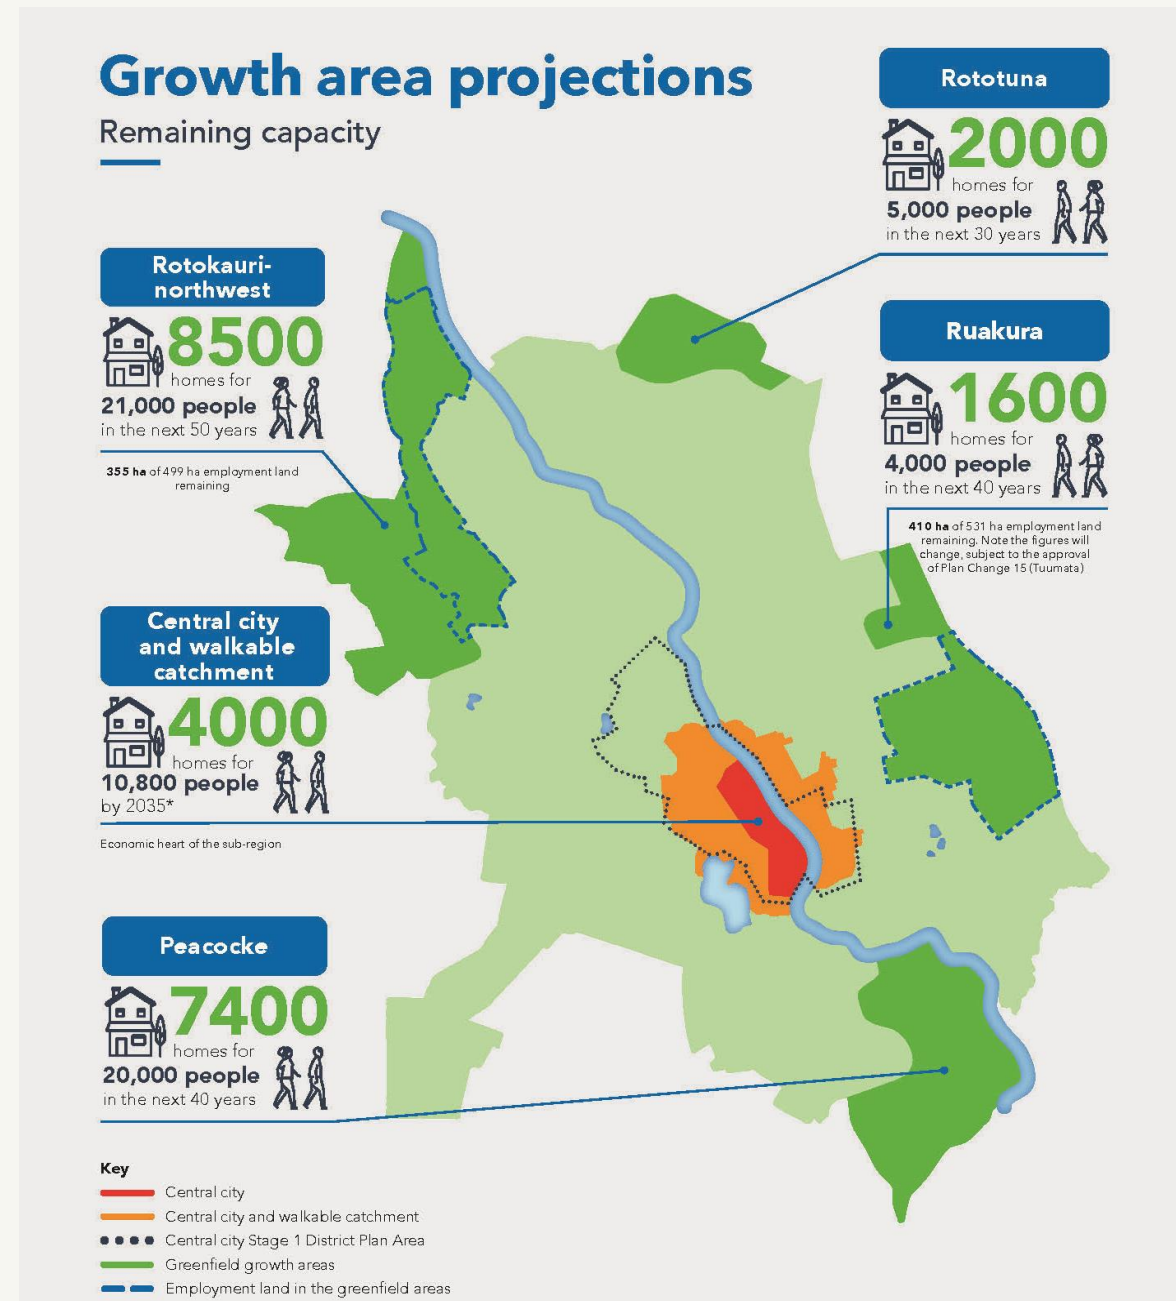 Growth area projections
Remaining capacity
Rototuna
2000
homes for
5,000 people
in the next 30 years
Rotokauri-
northwest
8500
homes for
21,000 people
in the next 50 years
355 ha of 499 ha employment land
remaining
Ruakura
1600
homes for
4,000 people
in the next 40 years
410 ha of 531 ha employment land
remaining. Note the figures will
change, subject to the approval
of Plan Change 15 (Tuumata)
Central city
and walkable
catchment
4000
homes for
10,800 people
by 2035*
Economic heart of the sub-region
Peacocke
7400
homes for
20,000 people
in the next 40 years
Key
Central city
Central city and walkable catchment
Central city Stage 1 District Plan Area
Greenfield growth areas
Employment land in the greenfield areas